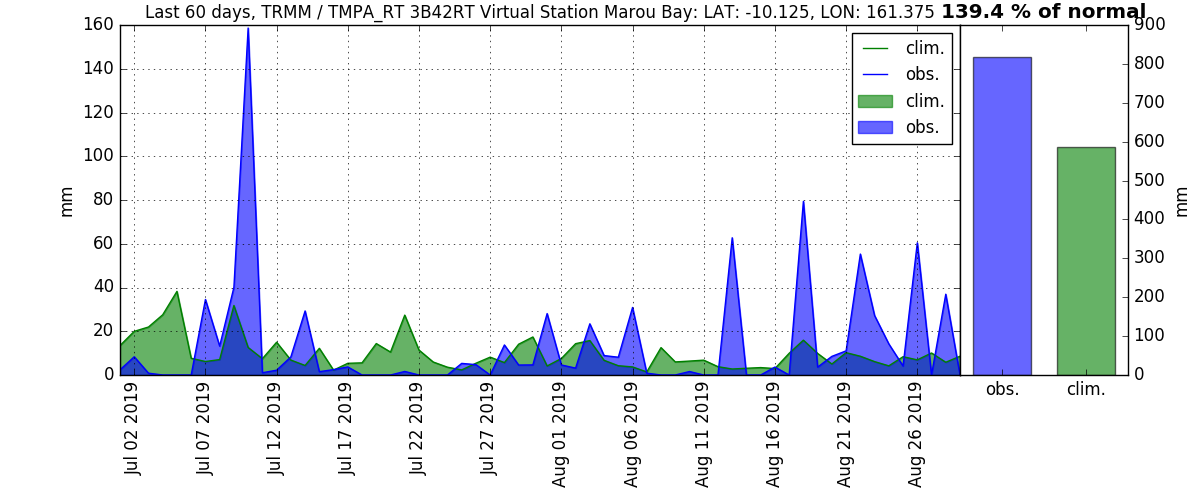 Last 60 days, TRMM / TMPA_RT 3B42RT Virtual Station Marou Bay: LAT: -10.125, LON: 161.375 139.4 % of normal
mm
160
140
120
100
80
60
40
20
0
clim.
obs.
clim.
obs.
900
800
700
600
500
400
300
200
100
0
mm
Jul 02 2019
Jul 07 2019
Jul 12 2019
Jul 17 2019
Jul 22 2019
Jul 27 2019
Aug 01 2019
Aug 06 2019
Aug 11 2019
Aug 16 2019
Aug 21 2019
Aug 26 2019
obs.
clim.